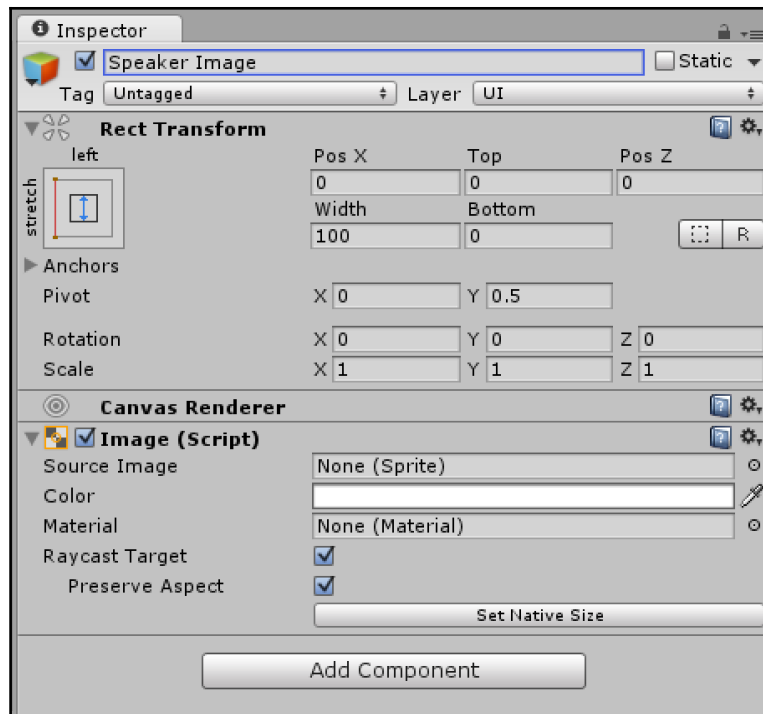 Inspector
Speaker Image Static
Tag Untagged Layer UI
Rect Transform
left Pos X Top Pos Z
stretch 0 0 0
Width Bottom
100 0 R
Anchors
Pivot X 0 Y 0.5
Rotation X 0 Y 0 Z 0
Scale X 1 Y 1 Z 1
Canvas Renderer
Image (Script)
Source Image None (Sprite)
Color
Material None (Material)
Raycast Target
Preserve Aspect
Set Native Size
Add Component